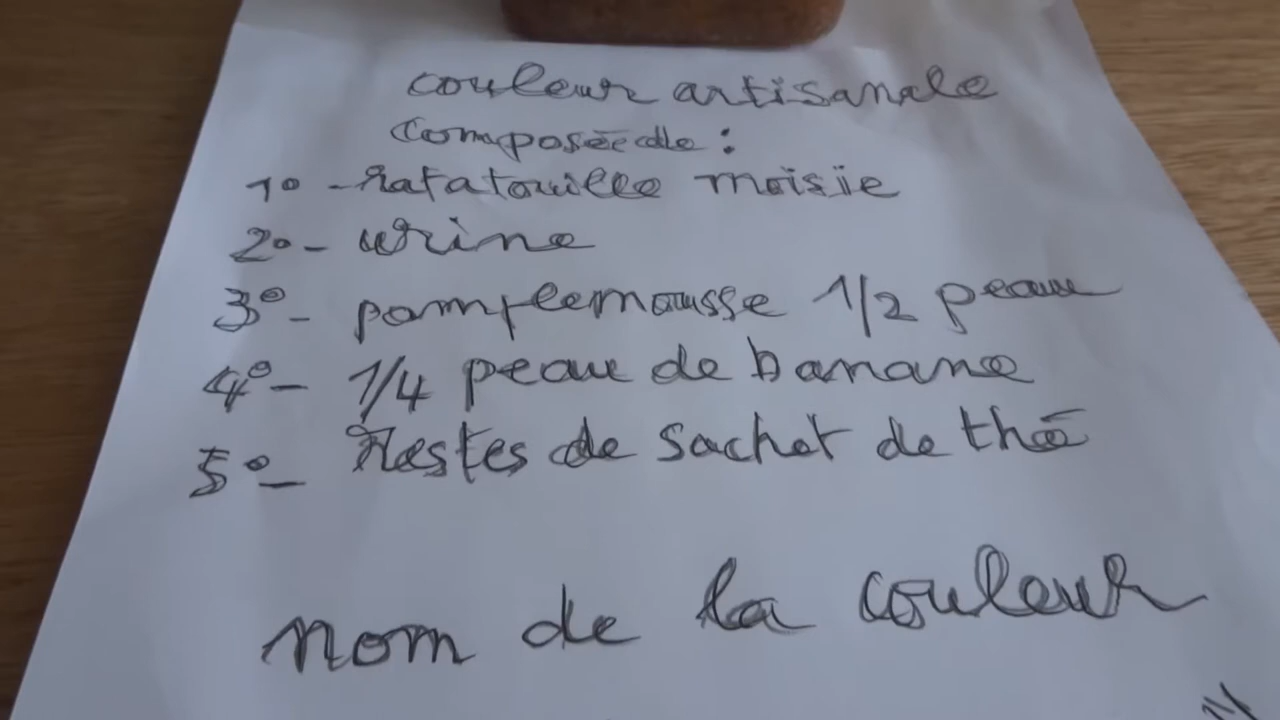 couleur artisanale
Composée de :
1° - ratatouille moisie
2° - urine
3° - pamplemousse 1/2 peau
4° - 1/4 peau de banane
5° - Restes de sachet de thé
nom de la couleur